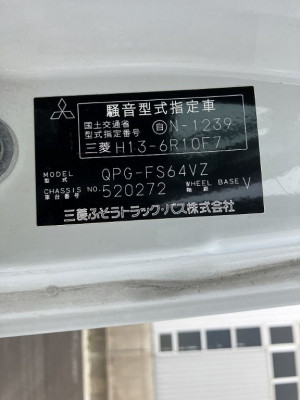 騒音型式指定車
国土交通省
型式指定番号 自N-1239
三菱 H13-6R10F7
MODEL 型式 QPG-FS64VZ
CHASSIS NO. 車台番号 520272 WHEEL BASE 軸距 V
三菱ふそうトラック・バス株式会社